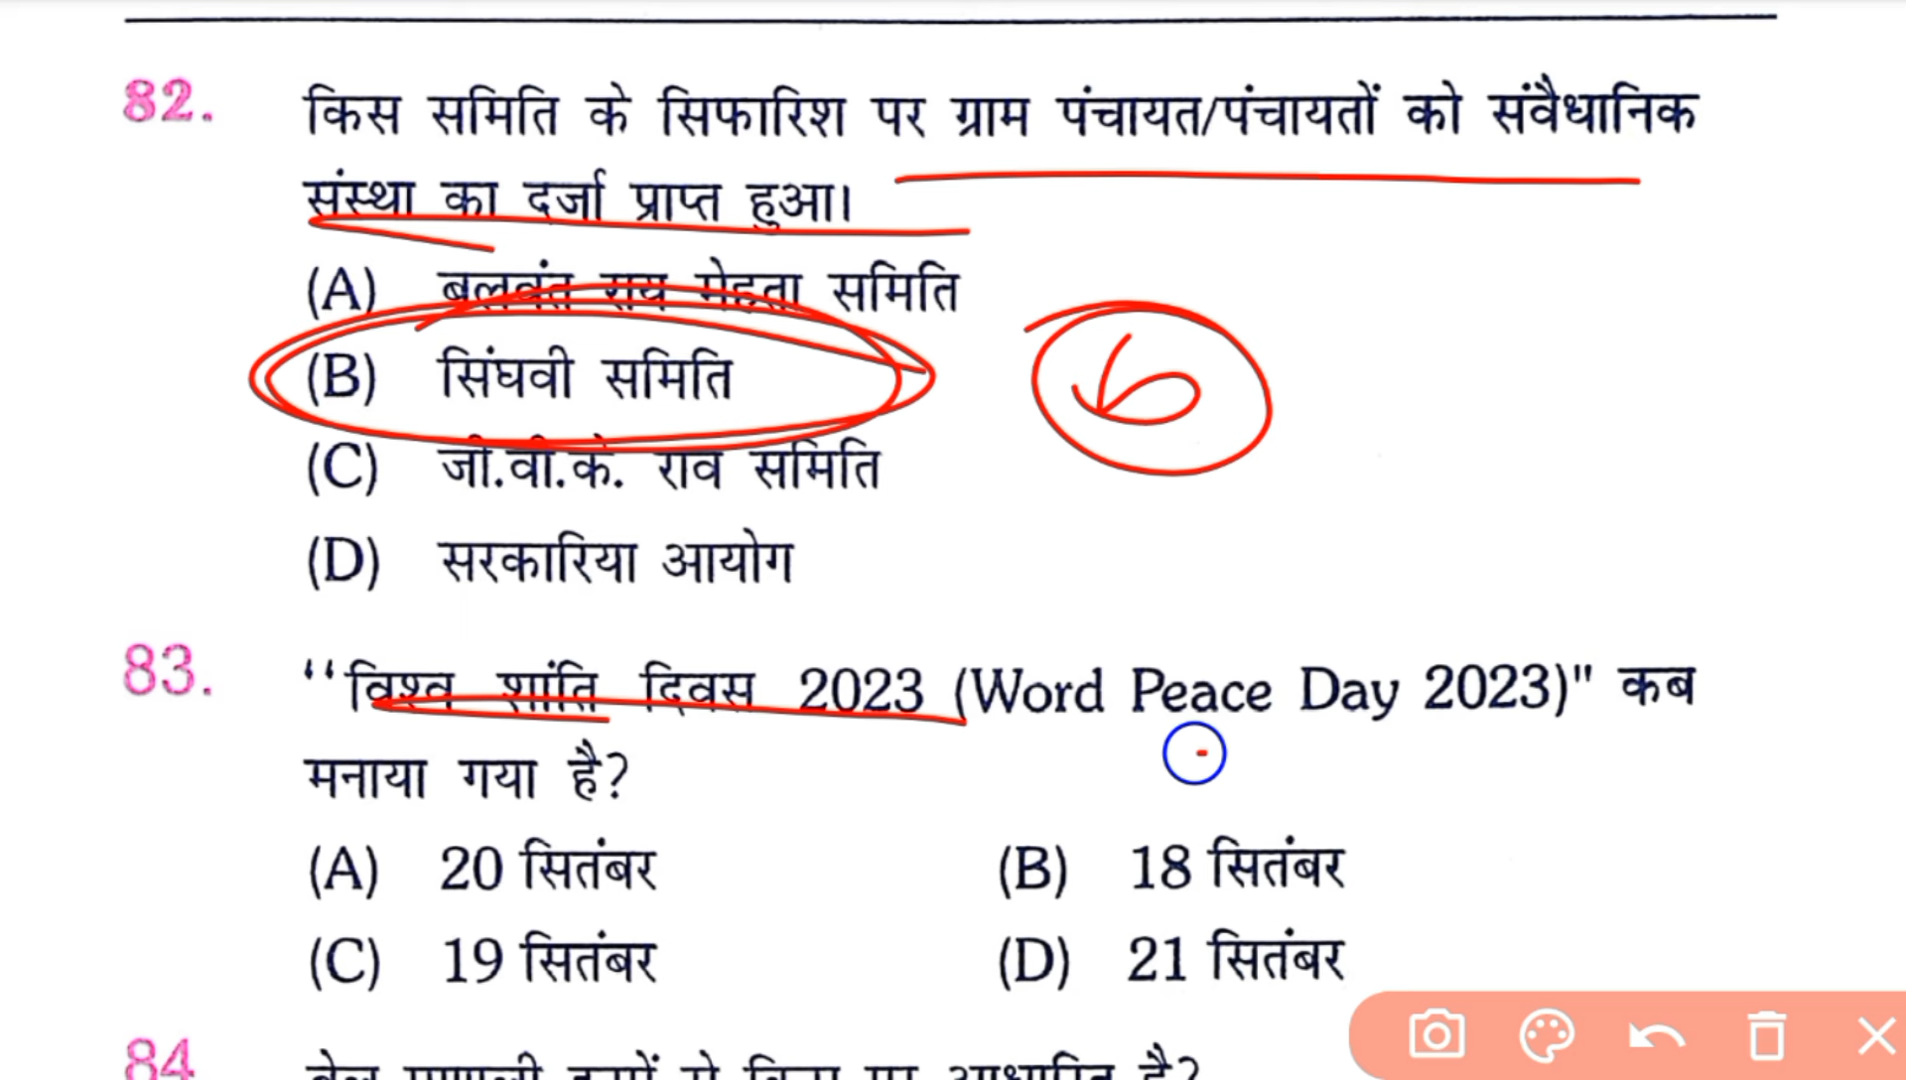 82. किस समिति के सिफारिश पर ग्राम पंचायत/पंचायतों को संवैधानिक
संस्था का दर्जा प्राप्त हुआ।
(A) बलवंत राय मेहता समिति
(B) सिंघवी समिति
(C) जी.वी.के. राव समिति
(D) सरकारिया आयोग
83. ‘‘विश्व शांति दिवस 2023 (Word Peace Day 2023)" कब
मनाया गया है?
(A) 20 सितंबर (B) 18 सितंबर
(C) 19 सितंबर (D) 21 सितंबर
84